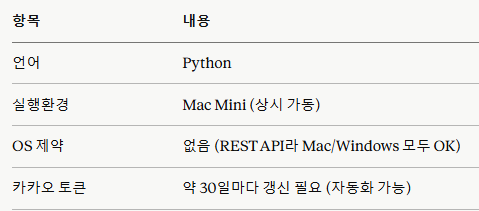 항목 내용
언어 Python
실행환경 Mac Mini (상시 가동)
OS 제약 없음 (REST API라 Mac/Windows 모두 OK)
카카오 토큰 약 30일마다 갱신 필요 (자동화 가능)